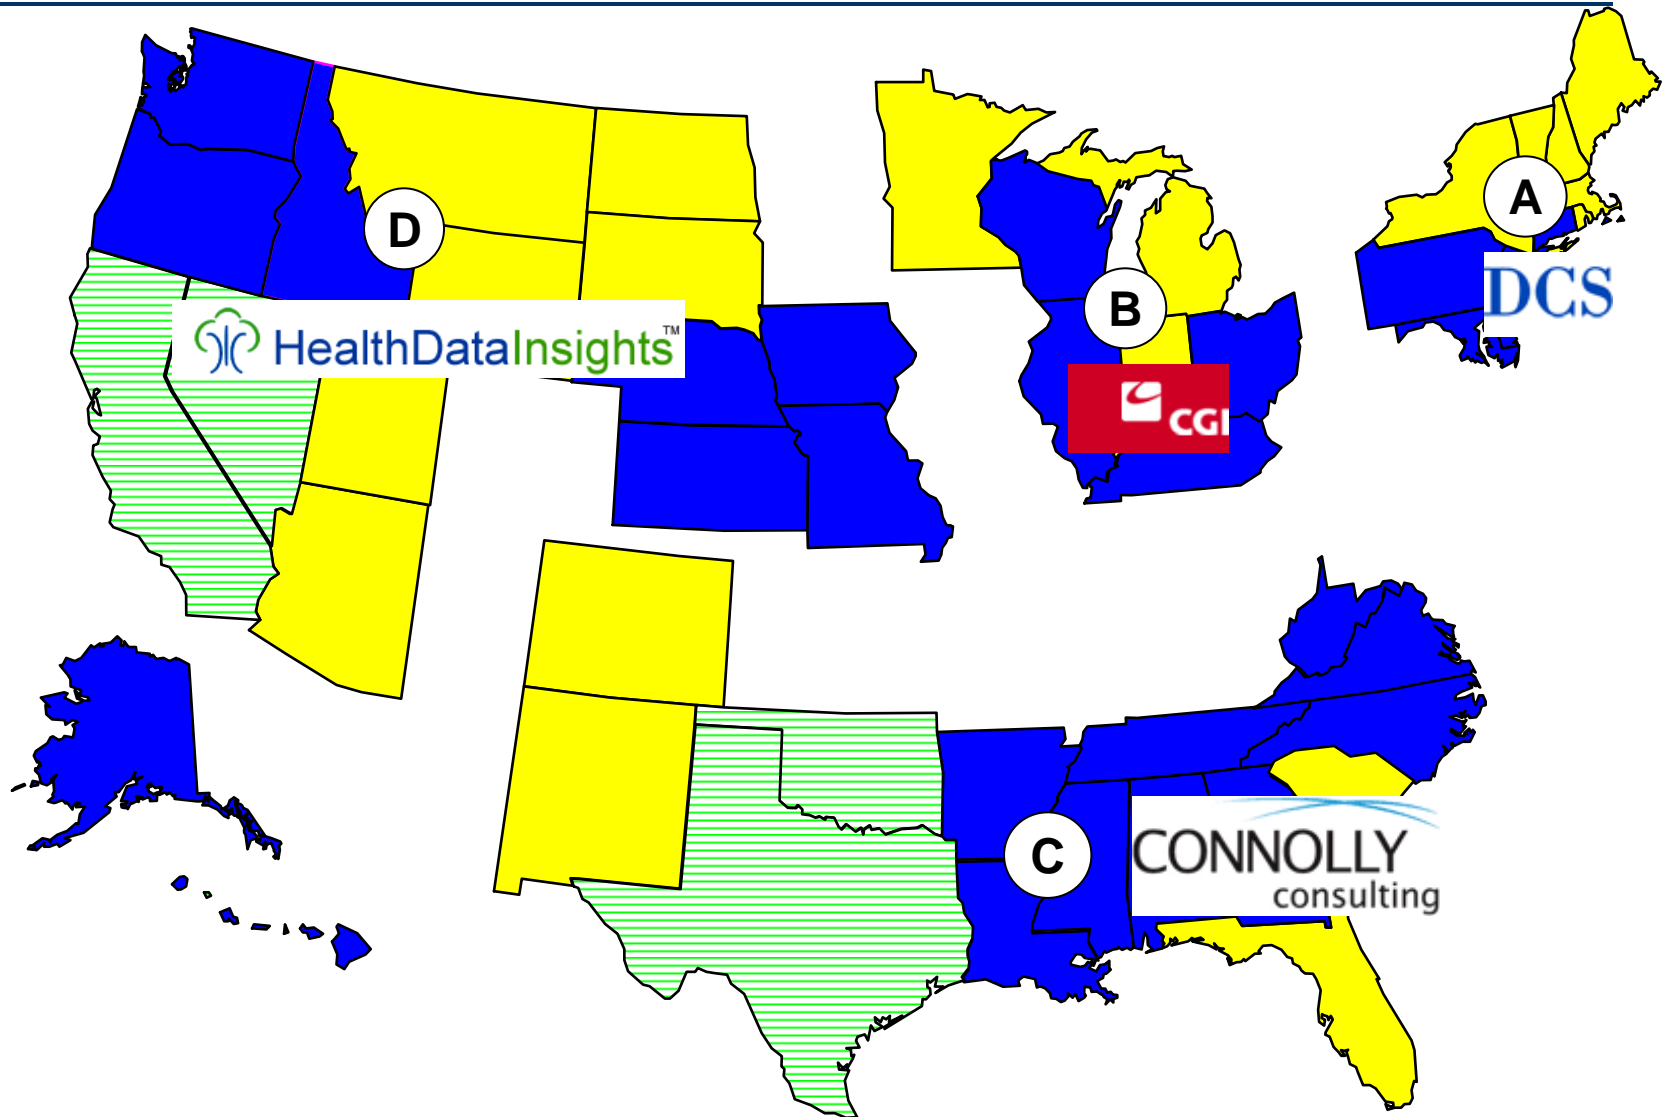 A
DCS
D
B
HealthDataInsights™
CGI
C
CONNOLLY
consulting